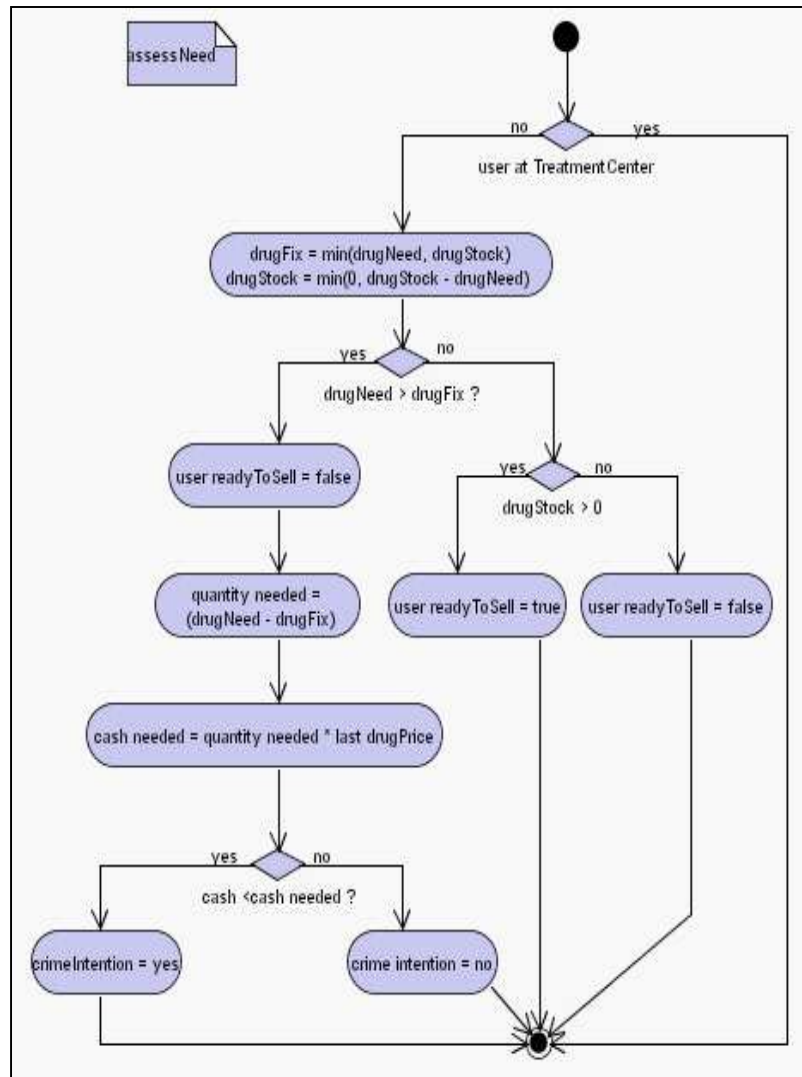 assessNeed
no
yes
user at TreatmentCenter
drugFix = min(drugNeed, drugStock)
drugStock = min(0, drugStock - drugNeed)
yes
no
drugNeed > drugFix ?
user readyToSell = false
yes
no
drugStock > 0
quantity needed =
(drugNeed - drugFix)
user readyToSell = true
user readyToSell = false
cash needed = quantity needed * last drugPrice
yes
no
cash <cash needed ?
crimeIntention = yes
crime intention = no